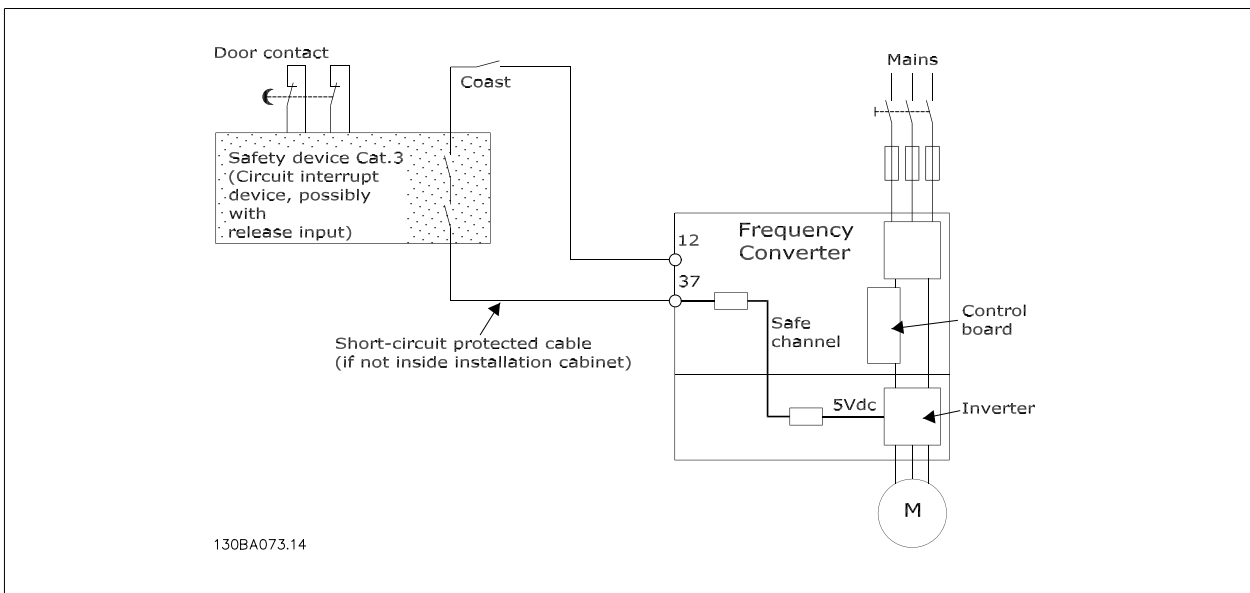 Door contact
Coast
Mains
Safety device Cat.3
(Circuit interrupt
device, possibly
with
release input)
12
Frequency
Converter
37
Safe
channel
Control
board
Short-circuit protected cable
(if not inside installation cabinet)
5Vdc
Inverter
M
130BA073.14